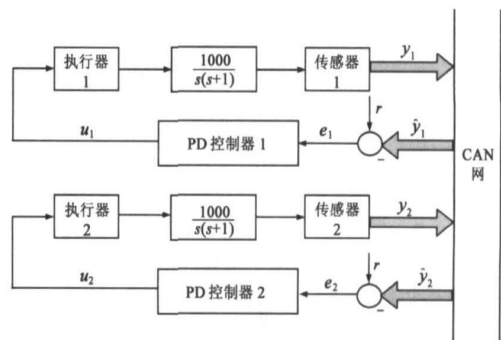 执行器
1
1000
s(s+1)
传感器
1
y₁
r
u₁
PD 控制器 1
e₁
ŷ₁
−
CAN
网
执行器
2
1000
s(s+1)
传感器
2
y₂
r
u₂
PD 控制器 2
e₂
ŷ₂
−